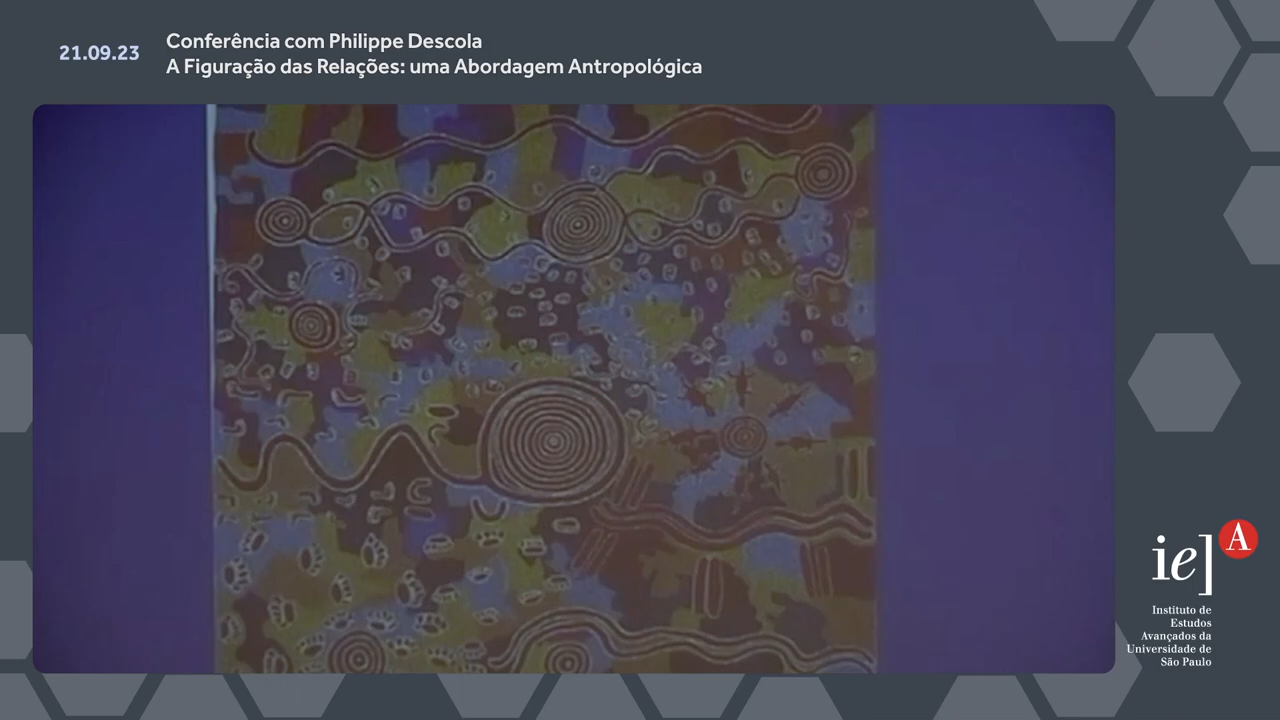 21.09.23
Conferência com Philippe Descola
A Figuração das Relações: uma Abordagem Antropológica
ie] A
Instituto de
Estudos
Avançados da
Universidade de
São Paulo